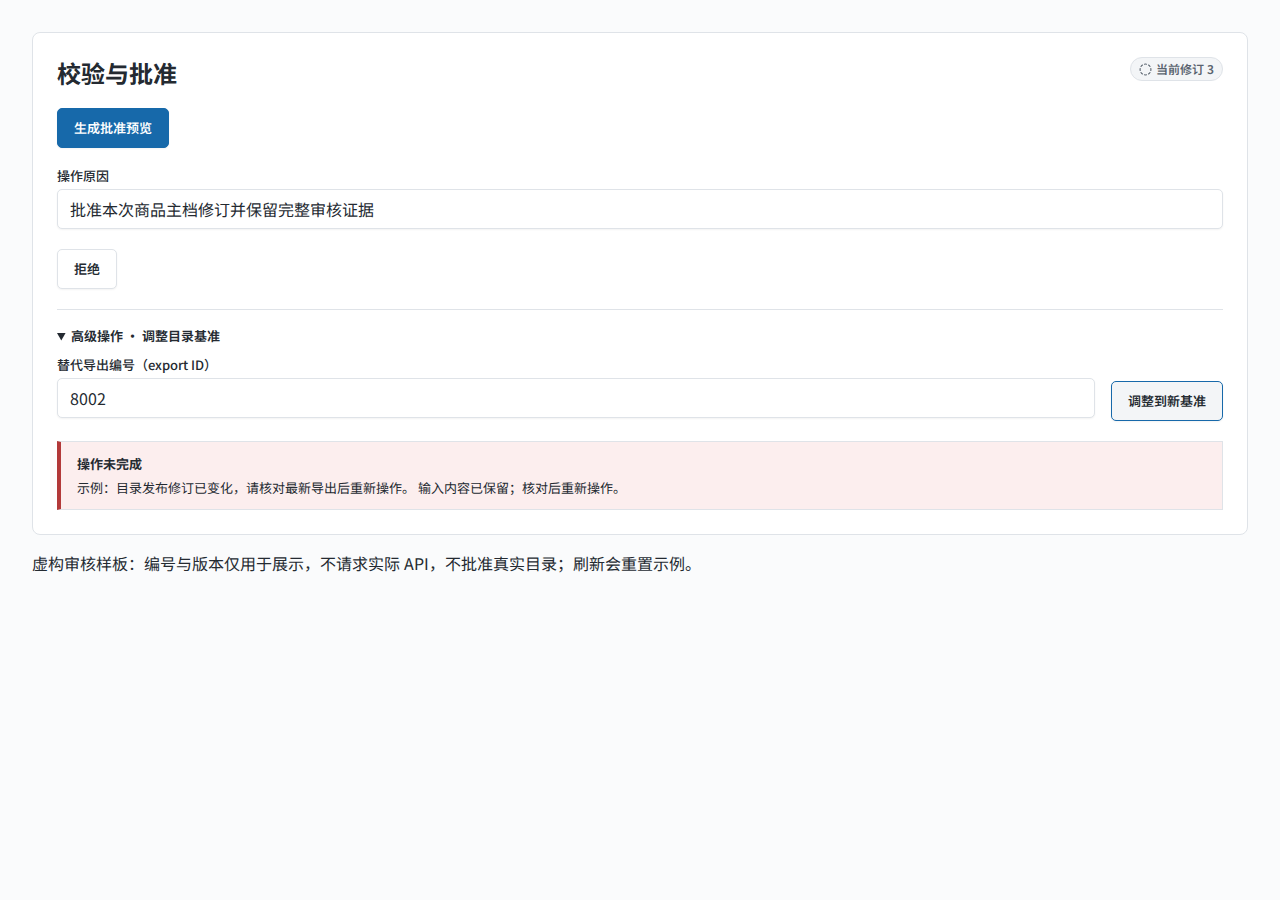 校验与批准
当前修订 3
生成批准预览
操作原因
批准本次商品主档修订并保留完整审核证据
拒绝
高级操作 · 调整目录基准
替代导出编号（export ID）
8002
调整到新基准
操作未完成
示例：目录发布修订已变化，请核对最新导出后重新操作。 输入内容已保留；核对后重新操作。
虚构审核样板：编号与版本仅用于展示，不请求实际 API，不批准真实目录；刷新会重置示例。